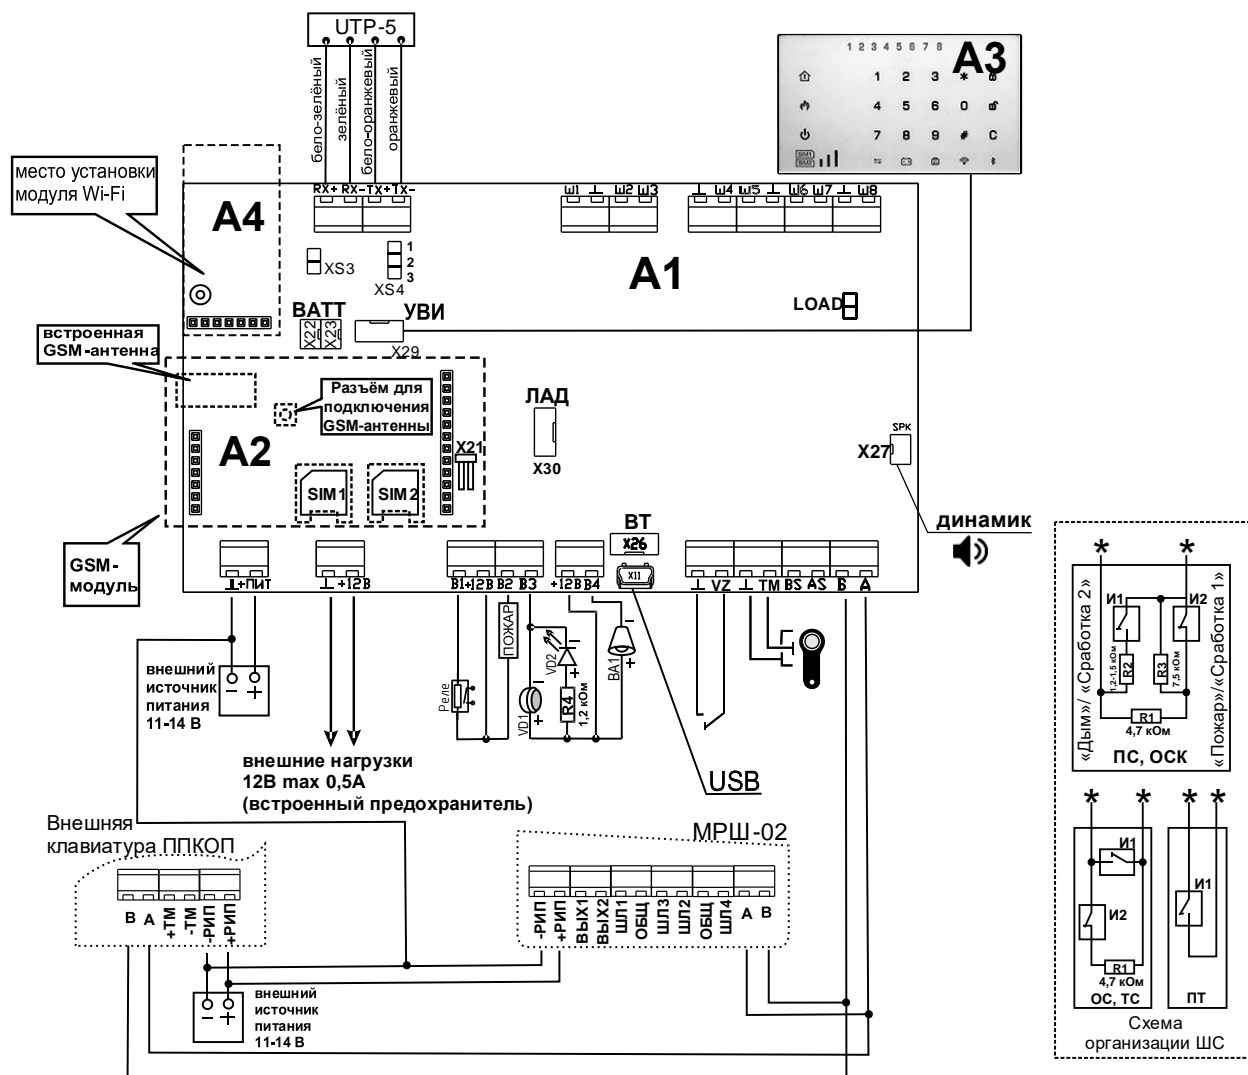 UTP-5
бело-зелёный
зелёный
бело-оранжевый
оранжевый
1 2 3 4 5 6 7 8
A3
1 2 3 *
4 5 6 0
7 8 9 # C
SIM1
SIM2
место установки
модуля Wi-Fi
A4
RX+ RX- TX+ TX-
Ш1 ⊥ Ш2 Ш3
⊥ Ш4 Ш5 ⊥ Ш6 Ш7 ⊥ Ш8
XS3
1
2
3
XS4
A1
LOAD
BATT
X22
X23
УВИ
X29
встроенная
GSM-антенна
Разъём для
подключения
GSM-антенны
A2
X21
SIM1
SIM2
ЛАД
X30
SPK
X27
динамик
GSM-
модуль
BT
X26
X11
⊥ +ПИТ
⊥ +12В
В1 +12В В2 В3
+12В В4
⊥ VZ
⊥ TM BS AS B A
ПОЖАР
Реле
VD1
VD2
R4
1,2 кОм
BA1
- +
внешний
источник
питания
11-14 В
внешние нагрузки
12В max 0,5А
(встроенный предохранитель)
USB
Внешняя
клавиатура ППКОП
B A +TM -TM -РИП +РИП
МРШ-02
-РИП +РИП ВЫХ1 ВЫХ2 ШЛ1 ОБЩ ШЛ3 ШЛ2 ОБЩ ШЛ4 A B
- +
внешний
источник
питания
11-14 В
* *
«Дым»/ «Сработка 2»
«Пожар»/«Сработка 1»
И1
И2
R2
1,2-1,5 кОм
R3
7,5 кОм
R1
4,7 кОм
ПС, ОСК
* *
И1
И2
R1
4,7 кОм
ОС, ТС
* *
И1
ПТ
Схема
организации ШС